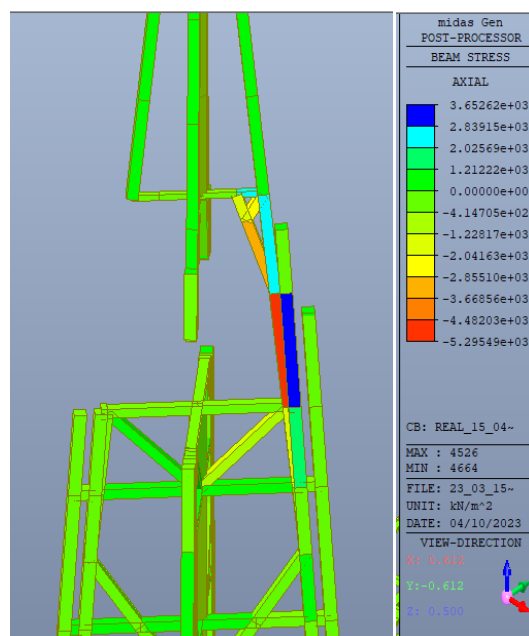 midas Gen
POST-PROCESSOR
BEAM STRESS
AXIAL
3.65262e+03
2.83915e+03
2.02569e+03
1.21222e+03
0.00000e+00
-4.14705e+02
-1.22817e+03
-2.04163e+03
-2.85510e+03
-3.66856e+03
-4.48203e+03
-5.29549e+03
CB: REAL_15_04~
MAX : 4526
MIN : 4664
FILE: 23_03_15~
UNIT: kN/m^2
DATE: 04/10/2023
VIEW-DIRECTION
X:-0.612
Y:-0.612
Z: 0.500